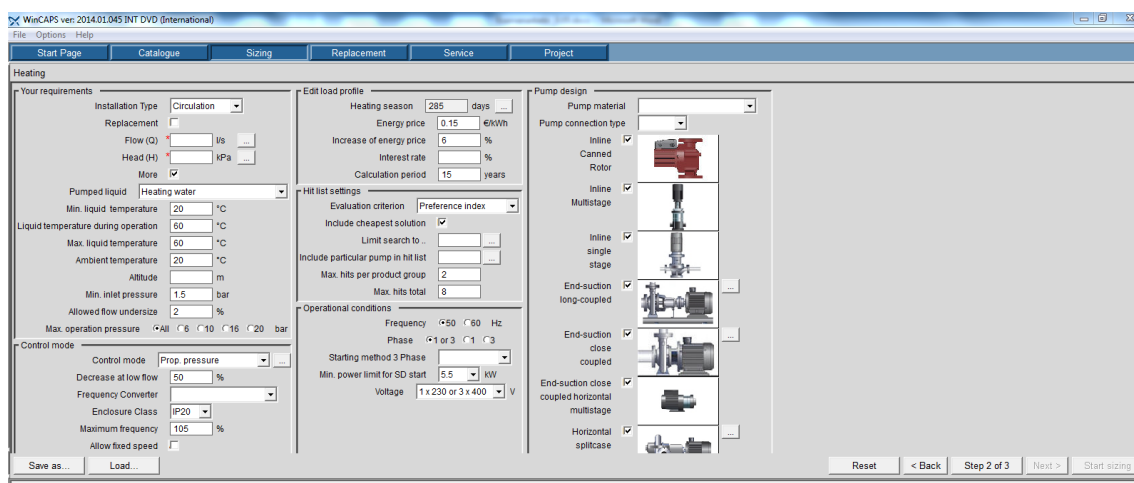 WinCAPS ver: 2014.01.045 INT DVD (International)
File Options Help
Start Page Catalogue Sizing Replacement Service Project
Heating
Your requirements
Installation Type Circulation
Replacement
Flow (Q) * l/s ...
Head (H) * kPa ...
More
Pumped liquid Heating water
Min. liquid temperature 20 °C
Liquid temperature during operation 60 °C
Max. liquid temperature 60 °C
Ambient temperature 20 °C
Altitude m
Min. inlet pressure 1.5 bar
Allowed flow undersize 2 %
Max. operation pressure All 6 10 16 20 bar
Control mode
Control mode Prop. pressure ...
Decrease at low flow 50 %
Frequency Converter
Enclosure Class IP20
Maximum frequency 105 %
Allow fixed speed
Edit load profile
Heating season 285 days ...
Energy price 0.15 €/kWh
Increase of energy price 6 %
Interest rate %
Calculation period 15 years
Hit list settings
Evaluation criterion Preference index
Include cheapest solution
Limit search to .. ...
Include particular pump in hit list ...
Max. hits per product group 2
Max. hits total 8
Operational conditions
Frequency 50 60 Hz
Phase 1 or 3 1 3
Starting method 3 Phase
Min. power limit for SD start 5.5 kW
Voltage 1 x 230 or 3 x 400 V
Pump design
Pump material
Pump connection type
Inline
Canned
Rotor
Inline
Multistage
Inline
single
stage
End-suction
long-coupled
...
End-suction
close
coupled
...
End-suction close
coupled horizontal
multistage
Horizontal
splitcase
...
Save as... Load... Reset < Back Step 2 of 3 Next > Start sizing